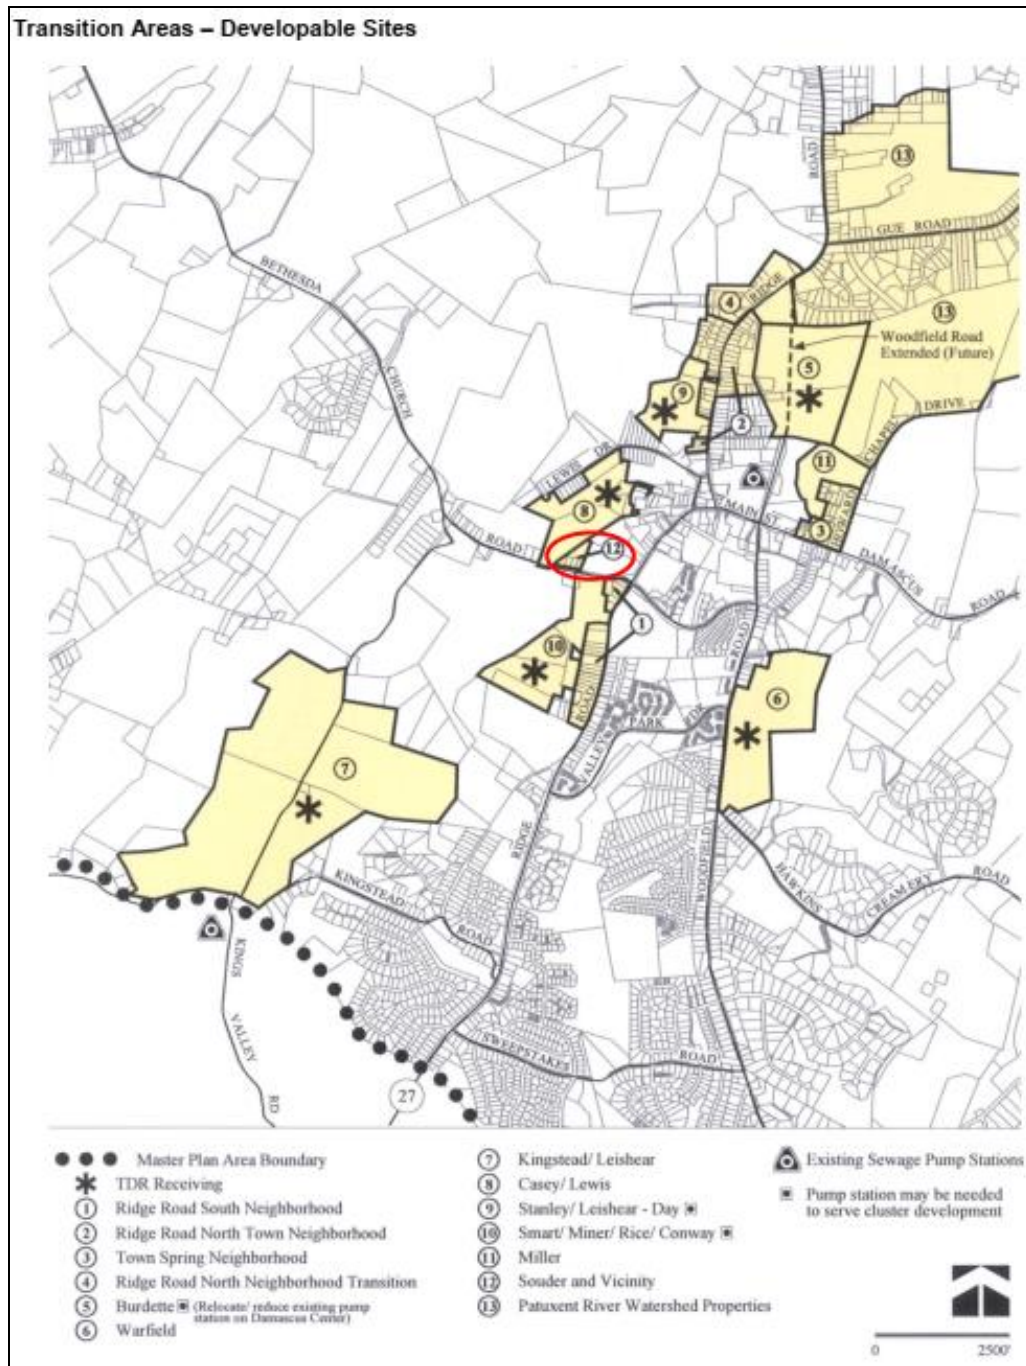 Transition Areas – Developable Sites
ROAD
13
GUE ROAD
BETHESDA
4
RIDGE
13
Woodfield Road
Extended (Future)
5
CHURCH
9
DRIVE
2
CHAPEL
LEWIS DR
11
8
MAIN ST
HOWARD
3
ROAD
12
DAMASCUS
ROAD
1
10
ROAD
ROAD
6
PARK DR
VALLEY
7
RIDGE
WOODFIELD
KINGSTEAD
HAWKINS
CREAMERY
ROAD
ROAD
KINGS
VALLEY
RD
SWEEPSTAKES
ROAD
27
Master Plan Area Boundary
TDR Receiving
1 Ridge Road South Neighborhood
2 Ridge Road North Town Neighborhood
3 Town Spring Neighborhood
4 Ridge Road North Neighborhood Transition
5 Burdette (Relocate/ reduce existing pump
station on Damascus Center)
6 Warfield
7 Kingstead/ Leishear
8 Casey/ Lewis
9 Stanley/ Leishear - Day
10 Smart/ Miner/ Rice/ Conway
11 Miller
12 Souder and Vicinity
13 Patuxent River Watershed Properties
Existing Sewage Pump Stations
Pump station may be needed
to serve cluster development
0 2500'